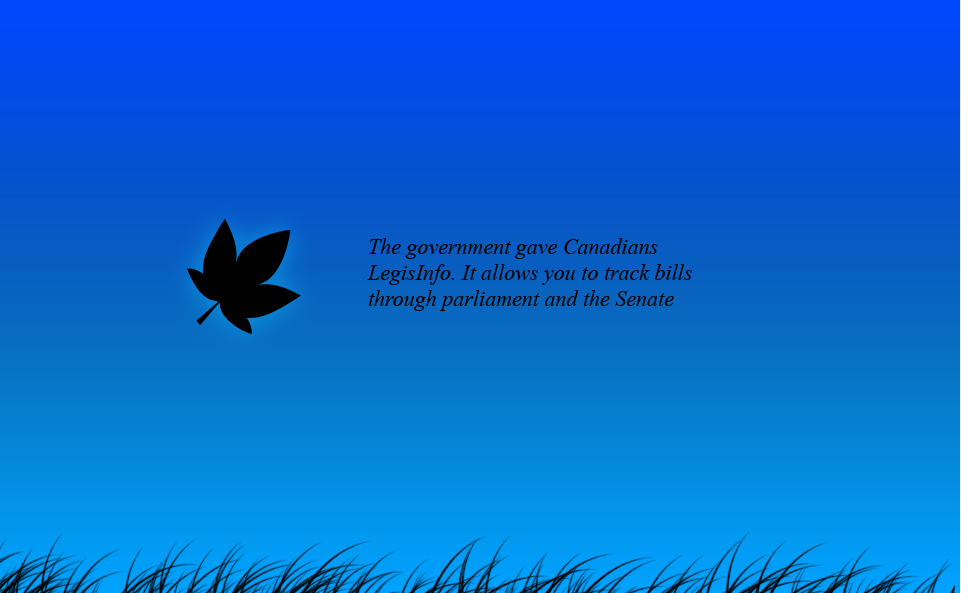 The government gave Canadians
LegisInfo. It allows you to track bills
through parliament and the Senate